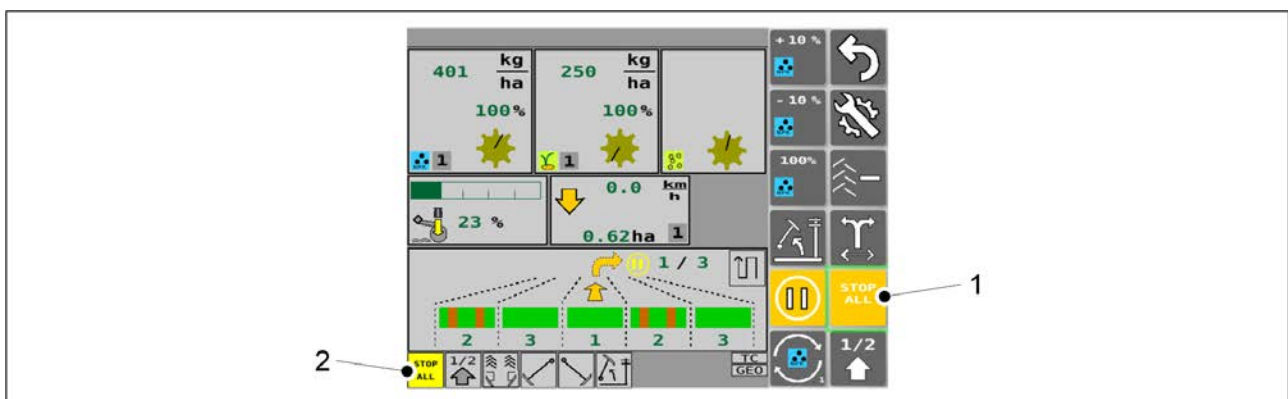 401 kg/ha
100%
1
250 kg/ha
100%
1
23 %
0.0 km/h
0.62ha 1
1 / 3
2 3 1 2 3
STOP ALL
1/2
TC
GEO
+ 10 %
- 10 %
100%
STOP ALL
1/2
1
1
2